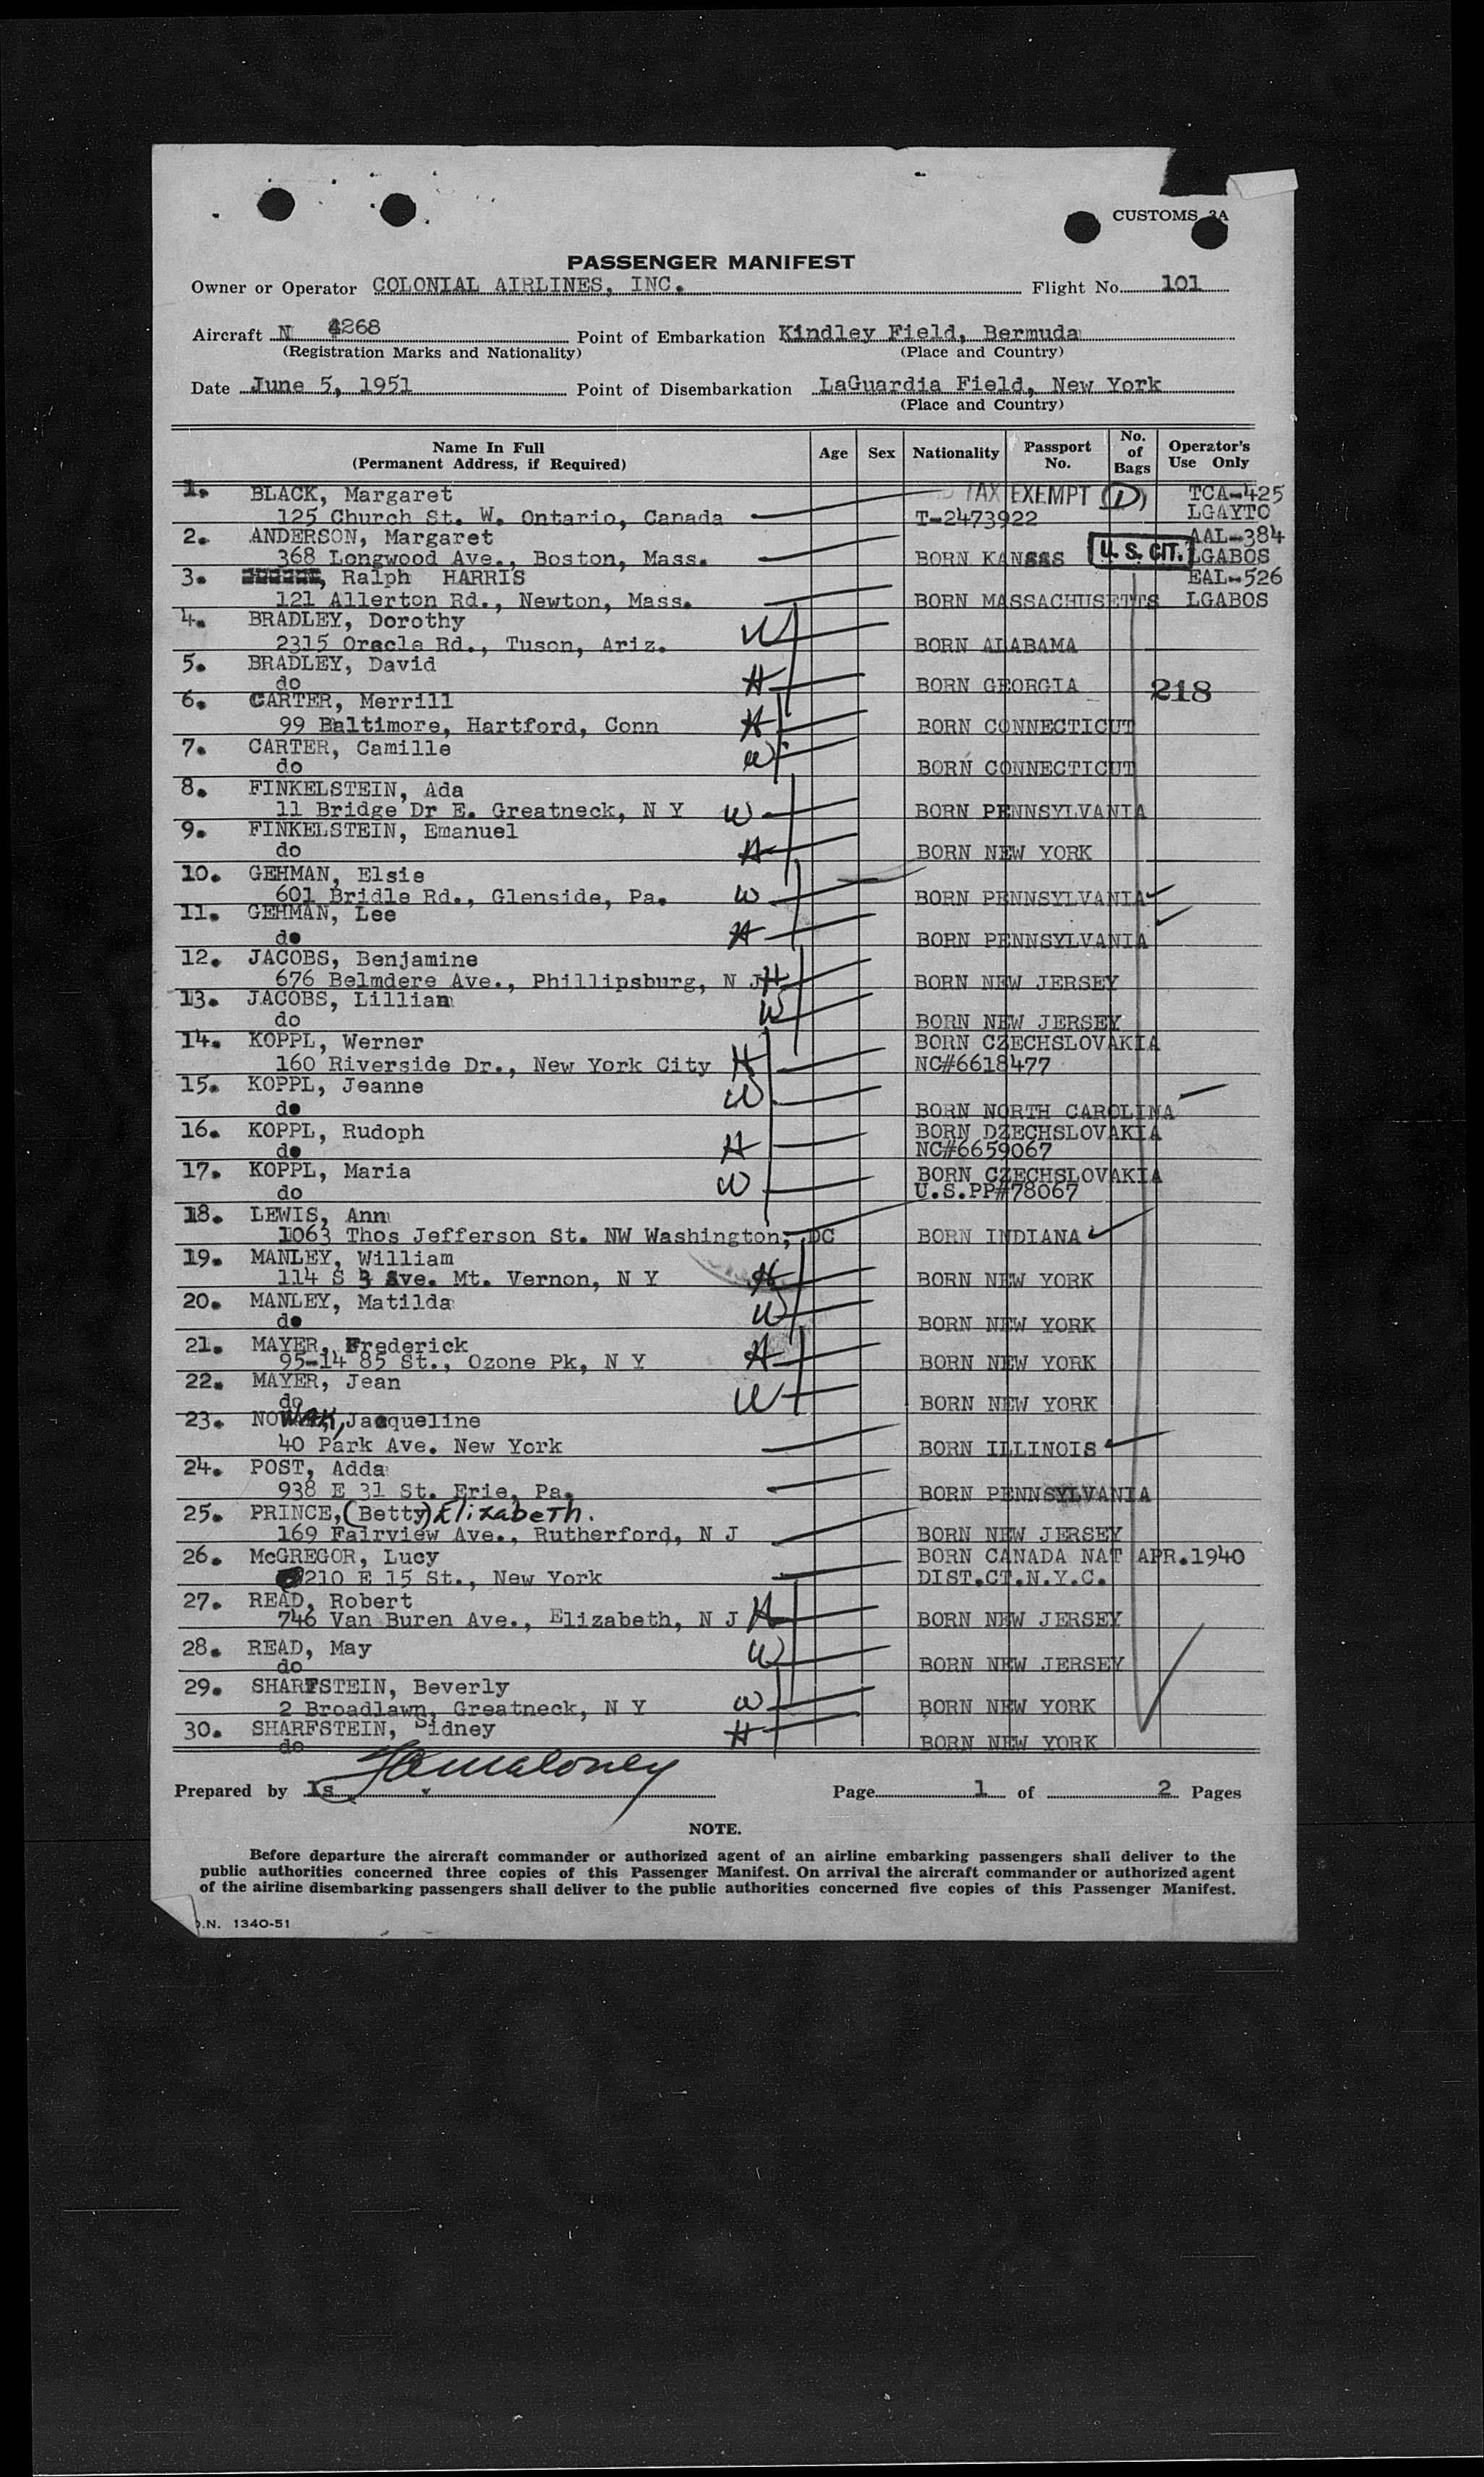 CUSTOMS 3A
PASSENGER MANIFEST
Owner or Operator COLONIAL AIRLINES, INC. Flight No. 101
Aircraft N 4268 Point of Embarkation Kindley Field, Bermuda
(Registration Marks and Nationality) (Place and Country)
Date June 5, 1951 Point of Disembarkation LaGuardia Field, New York
(Place and Country)
Name In Full (Permanent Address, if Required) Age Sex Nationality Passport No. No. of Bags Operator's Use Only
1. BLACK, Margaret TAX EXEMPT (D) TCA-425
125 Church St. W. Ontario, Canada T-2473922 LGAYTO
2. ANDERSON, Margaret AAL-384
368 Longwood Ave., Boston, Mass. BORN KANSAS U. S. CIT. LGABOS
3. Ralph HARRIS EAL-526
121 Allerton Rd., Newton, Mass. BORN MASSACHUSETTS LGABOS
4. BRADLEY, Dorothy
2315 Oracle Rd., Tuson, Ariz. W BORN ALABAMA
5. BRADLEY, David
do H BORN GEORGIA 218
6. CARTER, Merrill
99 Baltimore, Hartford, Conn H BORN CONNECTICUT
7. CARTER, Camille
do W BORN CONNECTICUT
8. FINKELSTEIN, Ada
11 Bridge Dr E. Greatneck, N Y W BORN PENNSYLVANIA
9. FINKELSTEIN, Emanuel
do H BORN NEW YORK
10. GEHMAN, Elsie
601 Bridle Rd., Glenside, Pa. W BORN PENNSYLVANIA
11. GEHMAN, Lee
do H BORN PENNSYLVANIA
12. JACOBS, Benjamine
676 Belmdere Ave., Phillipsburg, N J H BORN NEW JERSEY
13. JACOBS, Lillian
do W BORN NEW JERSEY
14. KOPPL, Werner BORN CZECHSLOVAKIA
160 Riverside Dr., New York City H NC#6618477
15. KOPPL, Jeanne W
do BORN NORTH CAROLINA
16. KOPPL, Rudoph BORN DZECHSLOVAKIA
do H NC#6659067
17. KOPPL, Maria BORN CZECHSLOVAKIA
do W U.S.PP#78067
18. LEWIS, Ann
1063 Thos Jefferson St. NW Washington, DC BORN INDIANA
19. MANLEY, William
114 S 3 Ave. Mt. Vernon, N Y H BORN NEW YORK
20. MANLEY, Matilda
do W BORN NEW YORK
21. MAYER, Frederick
95-14 85 St., Ozone Pk, N Y H BORN NEW YORK
22. MAYER, Jean
do W BORN NEW YORK
23. NOWAK, Jacqueline
40 Park Ave. New York BORN ILLINOIS
24. POST, Adda
938 E 31 St. Erie, Pa. BORN PENNSYLVANIA
25. PRINCE, (Betty) Elizabeth.
169 Fairview Ave., Rutherford, N J BORN NEW JERSEY
26. McGREGOR, Lucy BORN CANADA NAT APR.1940
210 E 15 St., New York DIST.CT.N.Y.C.
27. READ, Robert
746 Van Buren Ave., Elizabeth, N J H BORN NEW JERSEY
28. READ, May
do W BORN NEW JERSEY
29. SHARFSTEIN, Beverly
2 Broadlawn, Greatneck, N Y W BORN NEW YORK
30. SHARFSTEIN, Sidney
do H BORN NEW YORK
Prepared by ls Page 1 of 2 Pages
NOTE.
Before departure the aircraft commander or authorized agent of an airline embarking passengers shall deliver to the
public authorities concerned three copies of this Passenger Manifest. On arrival the aircraft commander or authorized agent
of the airline disembarking passengers shall deliver to the public authorities concerned five copies of this Passenger Manifest.
.N. 1340-51